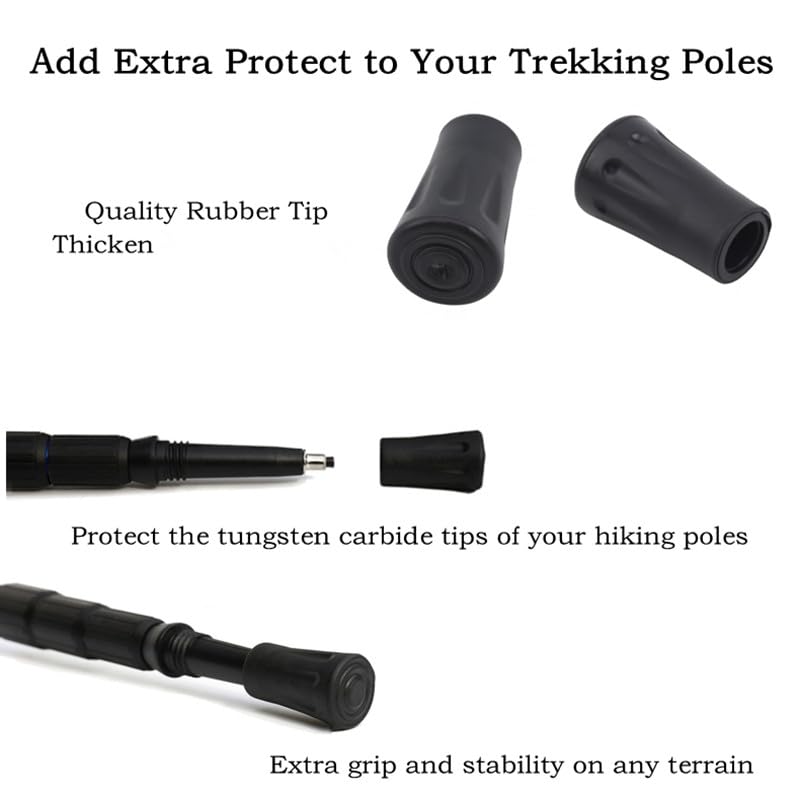 Add Extra Protect to Your Trekking Poles
Quality Rubber Tip
Thicken
Protect the tungsten carbide tips of your hiking poles
Extra grip and stability on any terrain